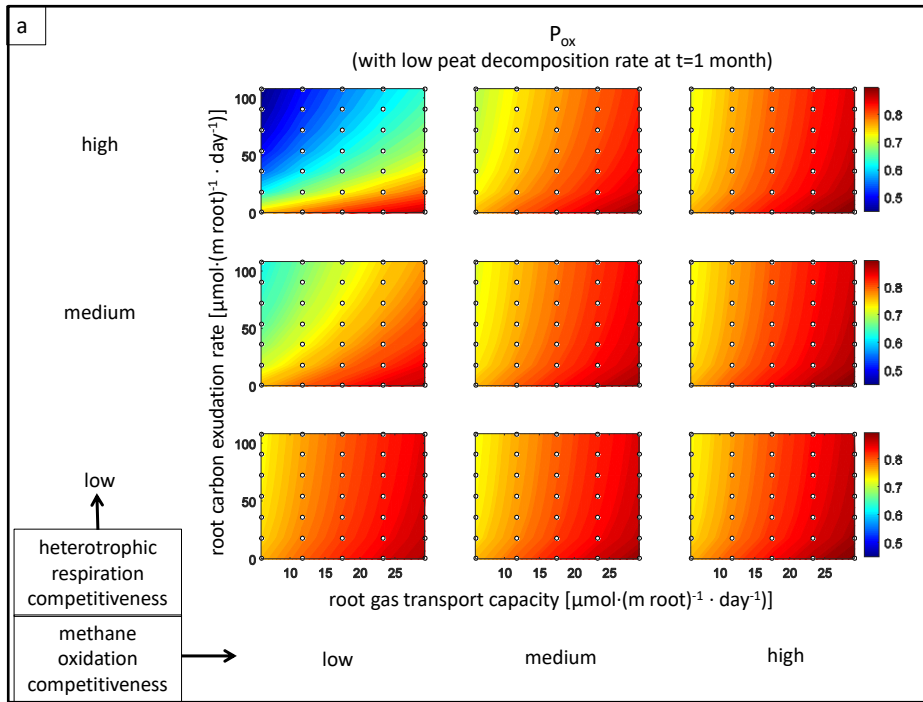 a
P_ox
(with low peat decomposition rate at t=1 month)
high
medium
low
root carbon exudation rate [µmol·(m root)⁻¹ · day⁻¹)]
100
50
0
0.8
0.7
0.6
0.5
100
50
0
0.8
0.7
0.6
0.5
100
50
0
10 15 20 25
10 15 20 25
10 15 20 25
0.8
0.7
0.6
0.5
root gas transport capacity [µmol·(m root)⁻¹ · day⁻¹)]
heterotrophic
respiration
competitiveness
methane
oxidation
competitiveness
low medium high